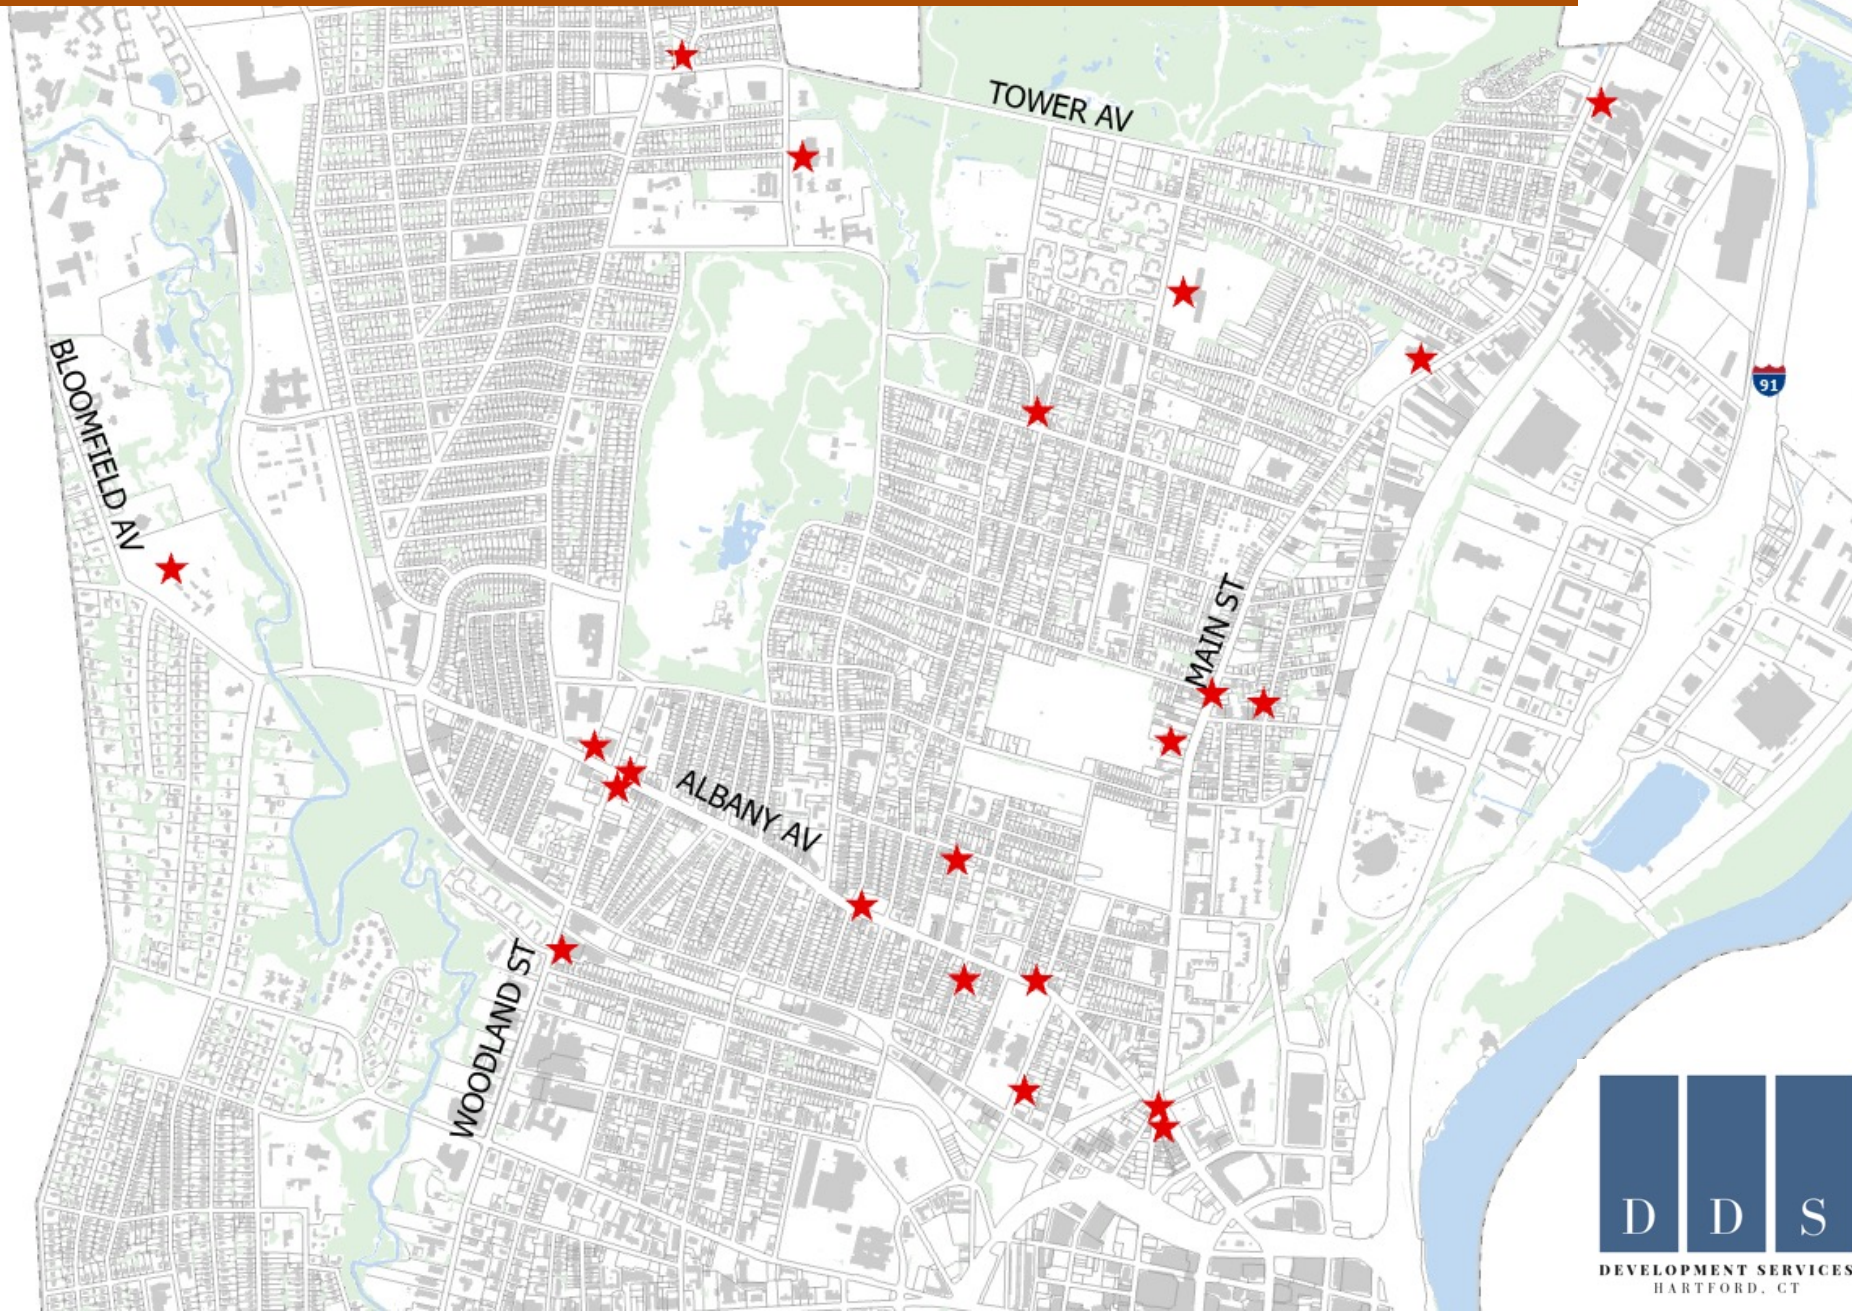 TOWER AV
91
BLOOMFIELD AV
MAIN ST
ALBANY AV
WOODLAND ST
D D S
DEVELOPMENT SERVICES
HARTFORD, CT